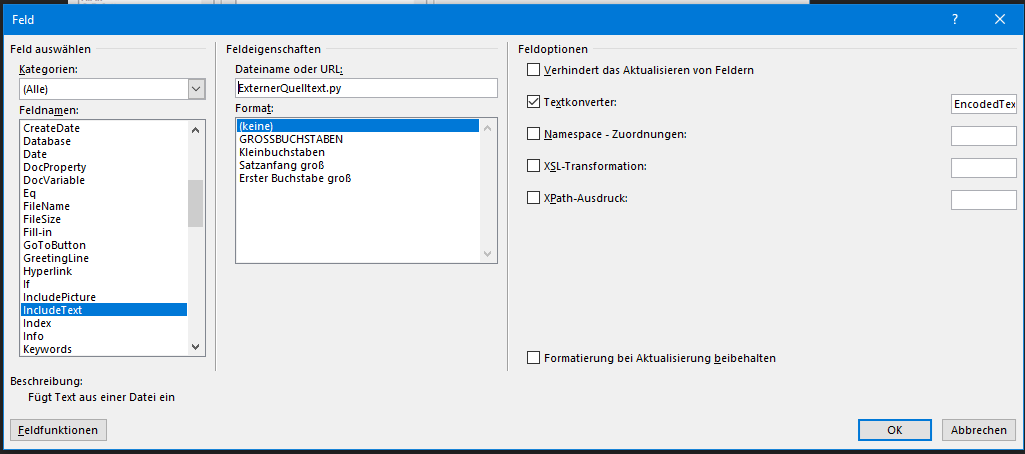 Feld
?
Feld auswählen
Kategorien:
(Alle)
Feldnamen:
CreateDate
Database
Date
DocProperty
DocVariable
Eq
FileName
FileSize
Fill-in
GoToButton
GreetingLine
Hyperlink
If
IncludePicture
IncludeText
Index
Info
Keywords
Feldeigenschaften
Dateiname oder URL:
ExternerQuelltext.py
Format:
(keine)
GROSSBUCHSTABEN
Kleinbuchstaben
Satzanfang groß
Erster Buchstabe groß
Feldoptionen
Verhindert das Aktualisieren von Feldern
Textkonverter:
EncodedTex
Namespace - Zuordnungen:
XSL-Transformation:
XPath-Ausdruck:
Formatierung bei Aktualisierung beibehalten
Beschreibung:
Fügt Text aus einer Datei ein
Feldfunktionen
OK
Abbrechen